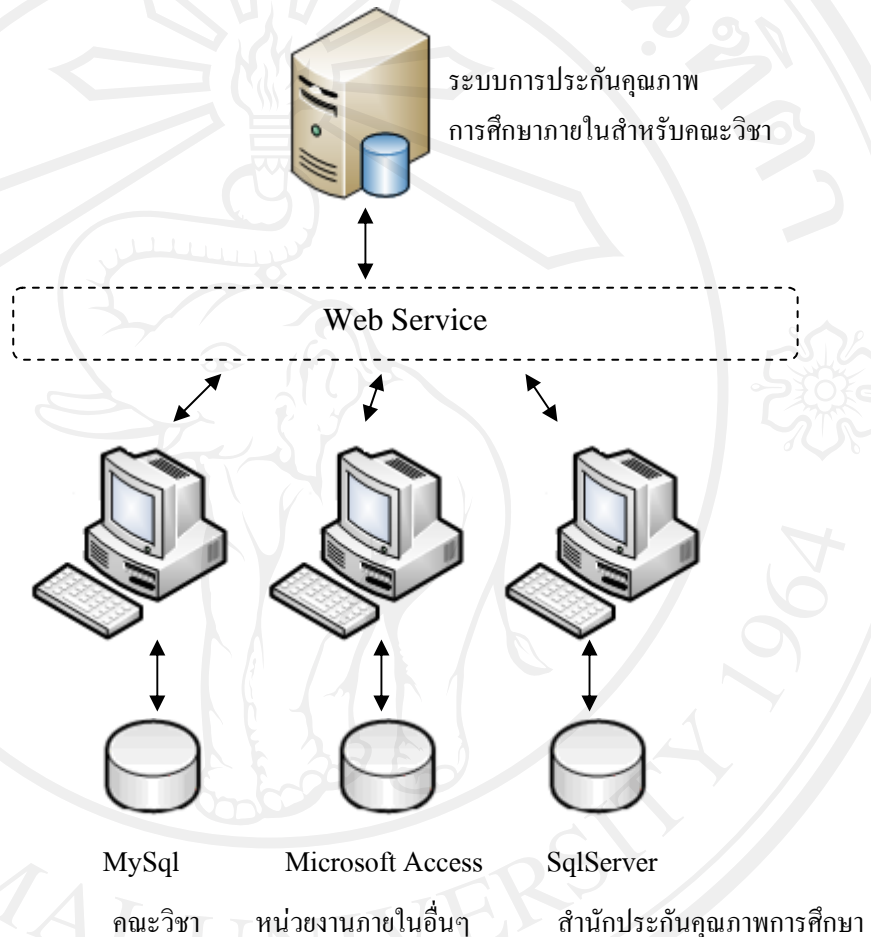 ระบบการประกันคุณภาพ
การศึกษาภายในสำหรับคณะวิชา
Web Service
MySql Microsoft Access SqlServer
คณะวิชา หน่วยงานภายในอื่นๆ สำนักประกันคุณภาพการศึกษา